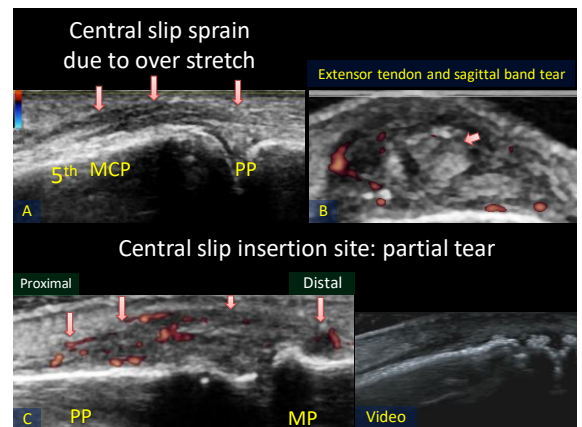 Central slip sprain
due to over stretch
Extensor tendon and sagittal band tear
5th MCP PP
A
B
Central slip insertion site: partial tear
Proximal
Distal
C
PP
MP
Video